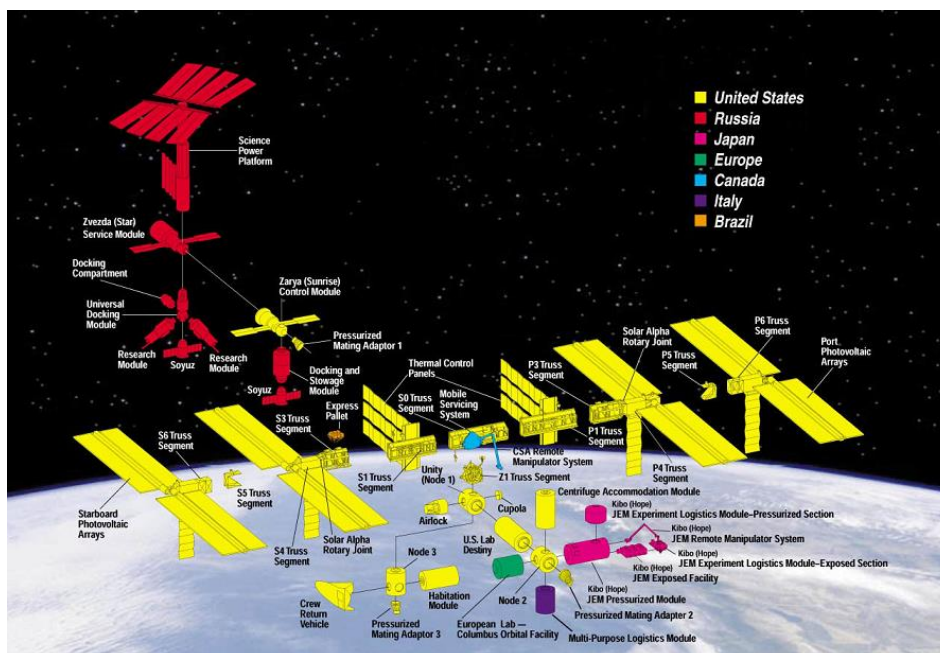 United States
Russia
Japan
Europe
Canada
Italy
Brazil
Science
Power
Platform
Zvezda (Star)
Service Module
Docking
Compartment
Universal
Docking
Module
Research
Module
Soyuz
Research
Module
Zarya (Sunrise)
Control Module
Pressurized
Mating Adaptor 1
Docking and
Stowage
Module
Soyuz
Express
Pallet
Thermal Control
Panels
S0 Truss
Segment
Mobile
Servicing
System
P3 Truss
Segment
Solar Alpha
Rotary Joint
P5 Truss
Segment
P6 Truss
Segment
Port
Photovoltaic
Arrays
S3 Truss
Segment
S6 Truss
Segment
S1 Truss
Segment
Unity
(Node 1)
CSA Remote
Manipulator System
Z1 Truss Segment
P1 Truss
Segment
P4 Truss
Segment
Starboard
Photovoltaic
Arrays
S5 Truss
Segment
S4 Truss
Segment
Solar Alpha
Rotary Joint
Airlock
Cupola
Centrifuge Accommodation Module
Kibo (Hope)
JEM Experiment Logistics Module–Pressurized Section
Kibo (Hope)
JEM Remote Manipulator System
Kibo (Hope)
JEM Experiment Logistics Module–Exposed Section
Kibo (Hope)
JEM Exposed Facility
Kibo (Hope)
JEM Pressurized Module
U.S. Lab
Destiny
Node 3
Habitation
Module
Crew
Return
Vehicle
Pressurized
Mating Adaptor 3
Node 2
European Lab —
Columbus Orbital Facility
Pressurized Mating Adaptor 2
Multi-Purpose Logistics Module